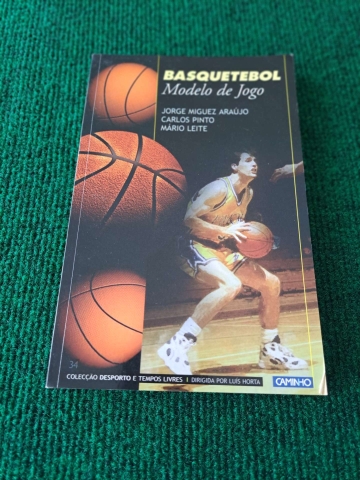 BASQUETEBOL
Modelo de Jogo
JORGE MIGUEZ ARAÚJO
CARLOS PINTO
MÁRIO LEITE
34
COLECÇÃO DESPORTO E TEMPOS LIVRES | DIRIGIDA POR LUÍS HORTA
CAMINHO